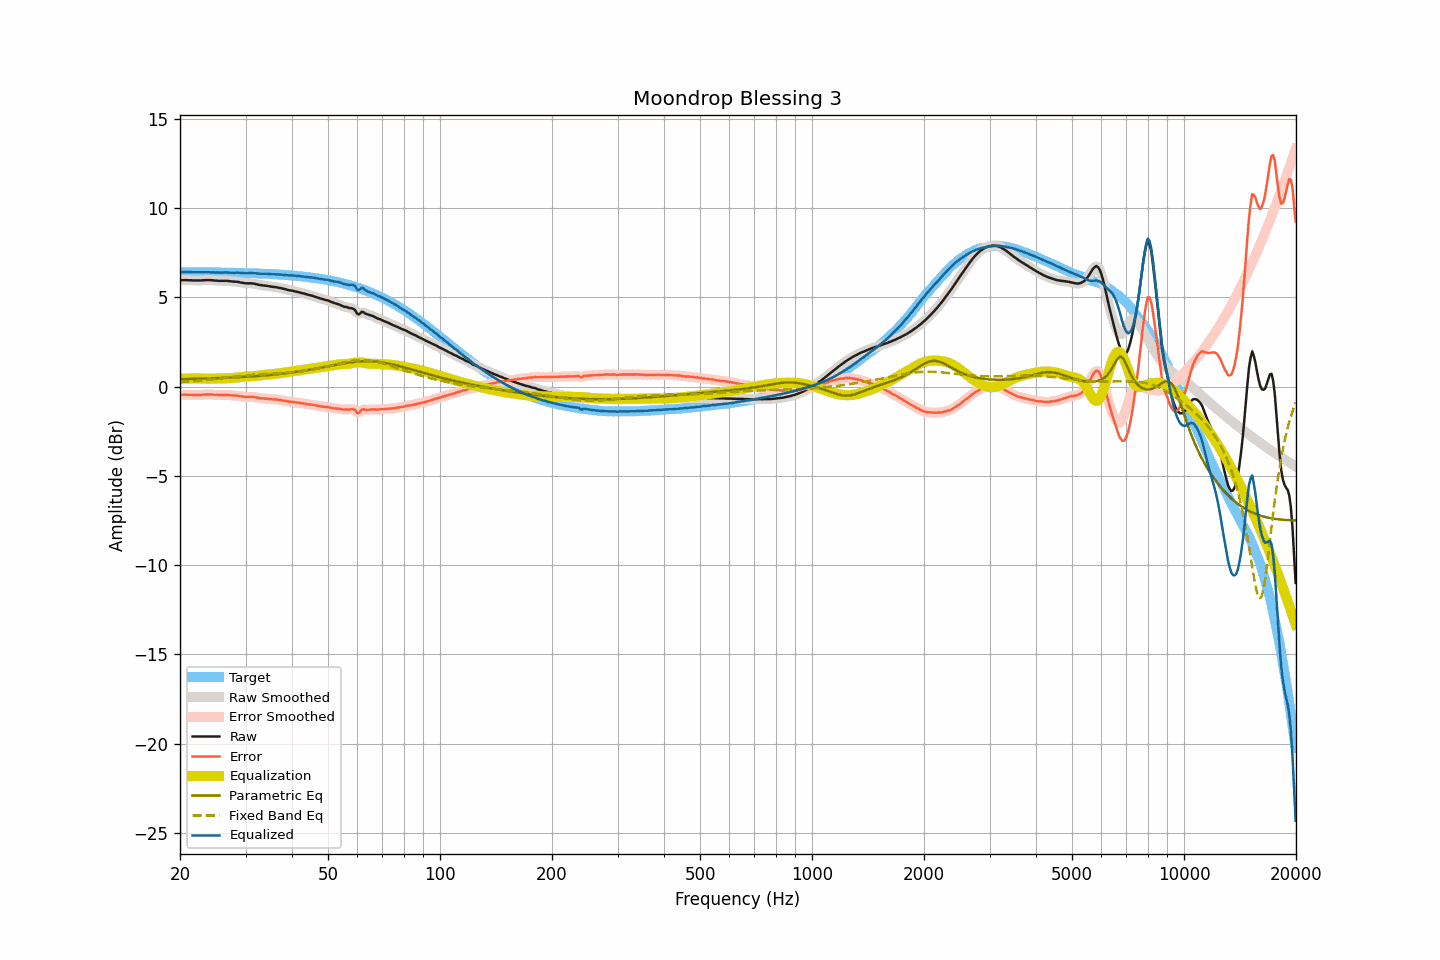 Moondrop Blessing 3
15
10
5
0
−5
−10
−15
−20
−25
Amplitude (dBr)
Target
Raw Smoothed
Error Smoothed
Raw
Error
Equalization
Parametric Eq
Fixed Band Eq
Equalized
20 50 100 200 500 1000 2000 5000 10000 20000
Frequency (Hz)